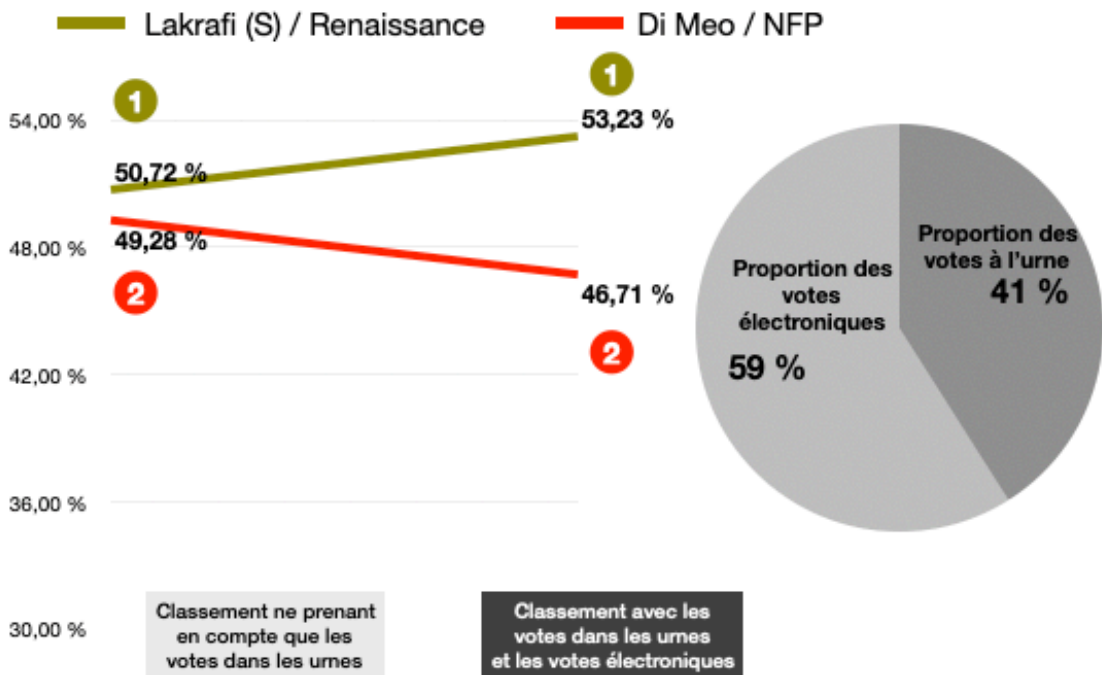 Lakrafi (S) / Renaissance
Di Meo / NFP
1
1
54,00 %
53,23 %
50,72 %
49,28 %
48,00 %
2
46,71 %
2
42,00 %
36,00 %
30,00 %
Proportion des
votes
électroniques
59 %
Proportion des
votes à l'urne
41 %
Classement ne prenant
en compte que les
votes dans les urnes
Classement avec les
votes dans les urnes
et les votes électroniques